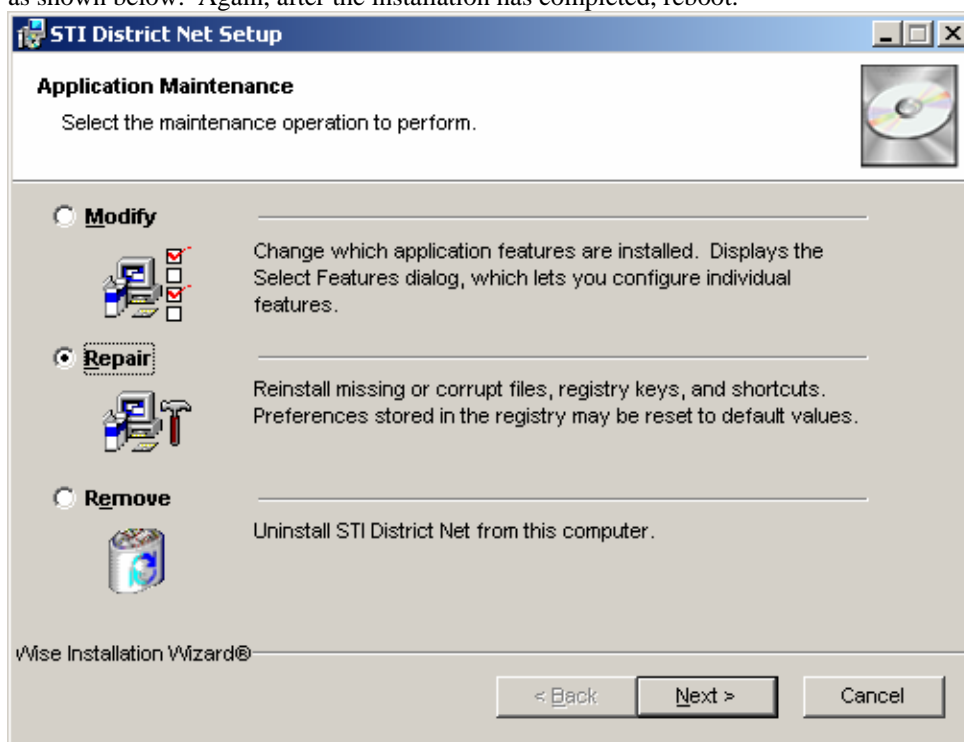 as shown below. Again, after the installation has completed, reboot.
STI District Net Setup
Application Maintenance
Select the maintenance operation to perform.
Modify
Change which application features are installed. Displays the
Select Features dialog, which lets you configure individual
features.
Repair
Reinstall missing or corrupt files, registry keys, and shortcuts.
Preferences stored in the registry may be reset to default values.
Remove
Uninstall STI District Net from this computer.
Wise Installation Wizard®
< Back
Next >
Cancel